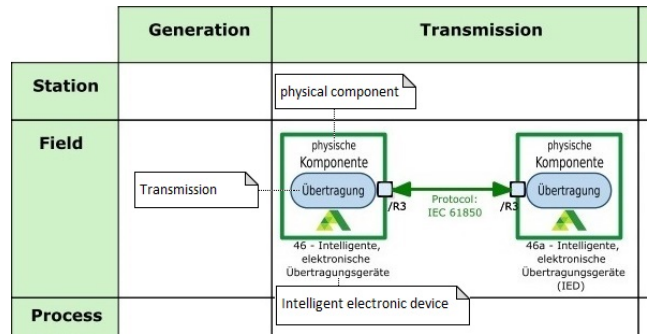 Generation
Transmission
Station
physical component
Field
physische
Komponente
Übertragung
/R3
46 - Intelligente,
elektronische
Übertragungsgeräte
Transmission
Protocol:
IEC 61850
physische
Komponente
Übertragung
/R3
46a - Intelligente,
elektronische
Übertragungsgeräte
(IED)
Intelligent electronic device
Process